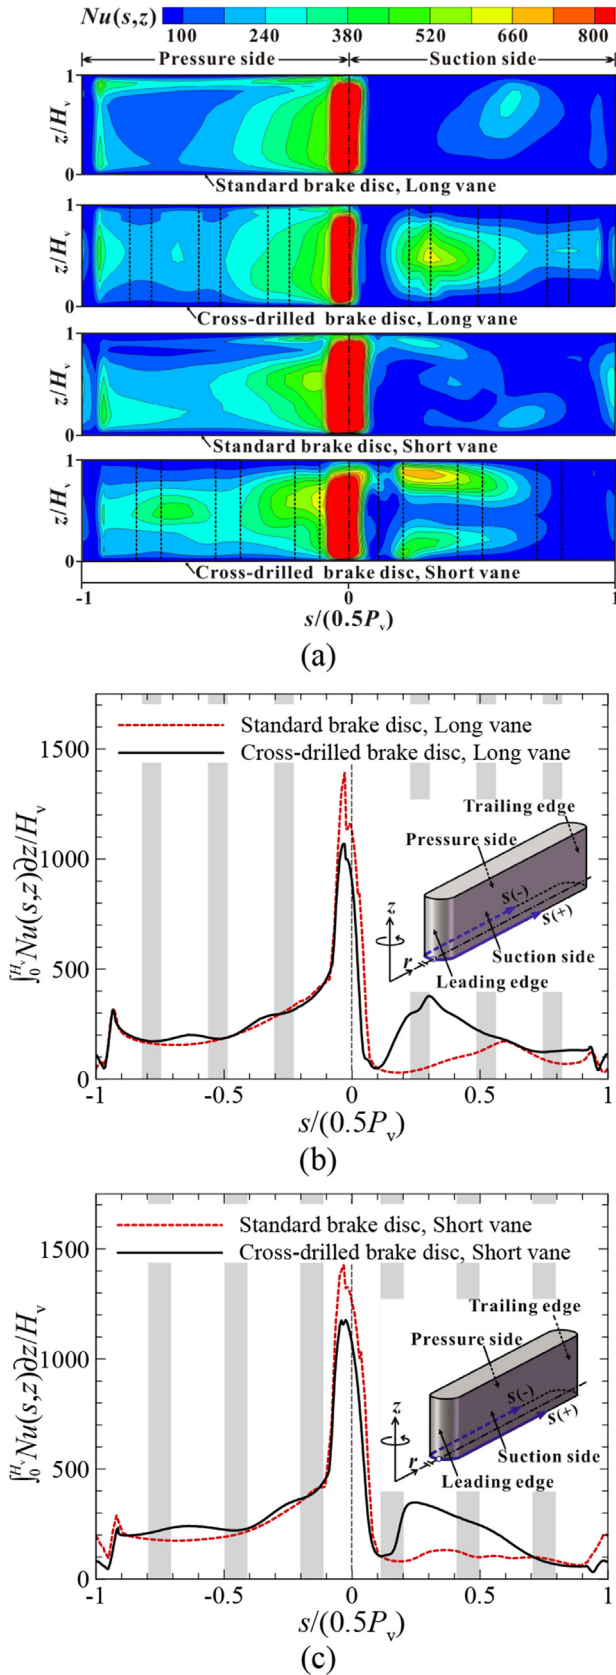 Nu(s,z) 100 240 380 520 660 800
Pressure side Suction side
1
z/Hv
0
Standard brake disc, Long vane
1
z/Hv
0
Cross-drilled brake disc, Long vane
1
z/Hv
0
Standard brake disc, Short vane
1
z/Hv
0
Cross-drilled brake disc, Short vane
-1 0 1
s/(0.5Pv)
(a)
1500
Standard brake disc, Long vane
Cross-drilled brake disc, Long vane
Trailing edge
Pressure side
1000
s(-)
s(+)
z
r
Suction side
Leading edge
500
0
∫₀ᴴᵛNu(s,z)∂z/Hv
-1 -0.5 0 0.5 1
s/(0.5Pv)
(b)
1500
Standard brake disc, Short vane
Cross-drilled brake disc, Short vane
Trailing edge
Pressure side
1000
s(-)
s(+)
z
r
Suction side
Leading edge
500
0
∫₀ᴴᵛNu(s,z)∂z/Hv
-1 -0.5 0 0.5 1
s/(0.5Pv)
(c)